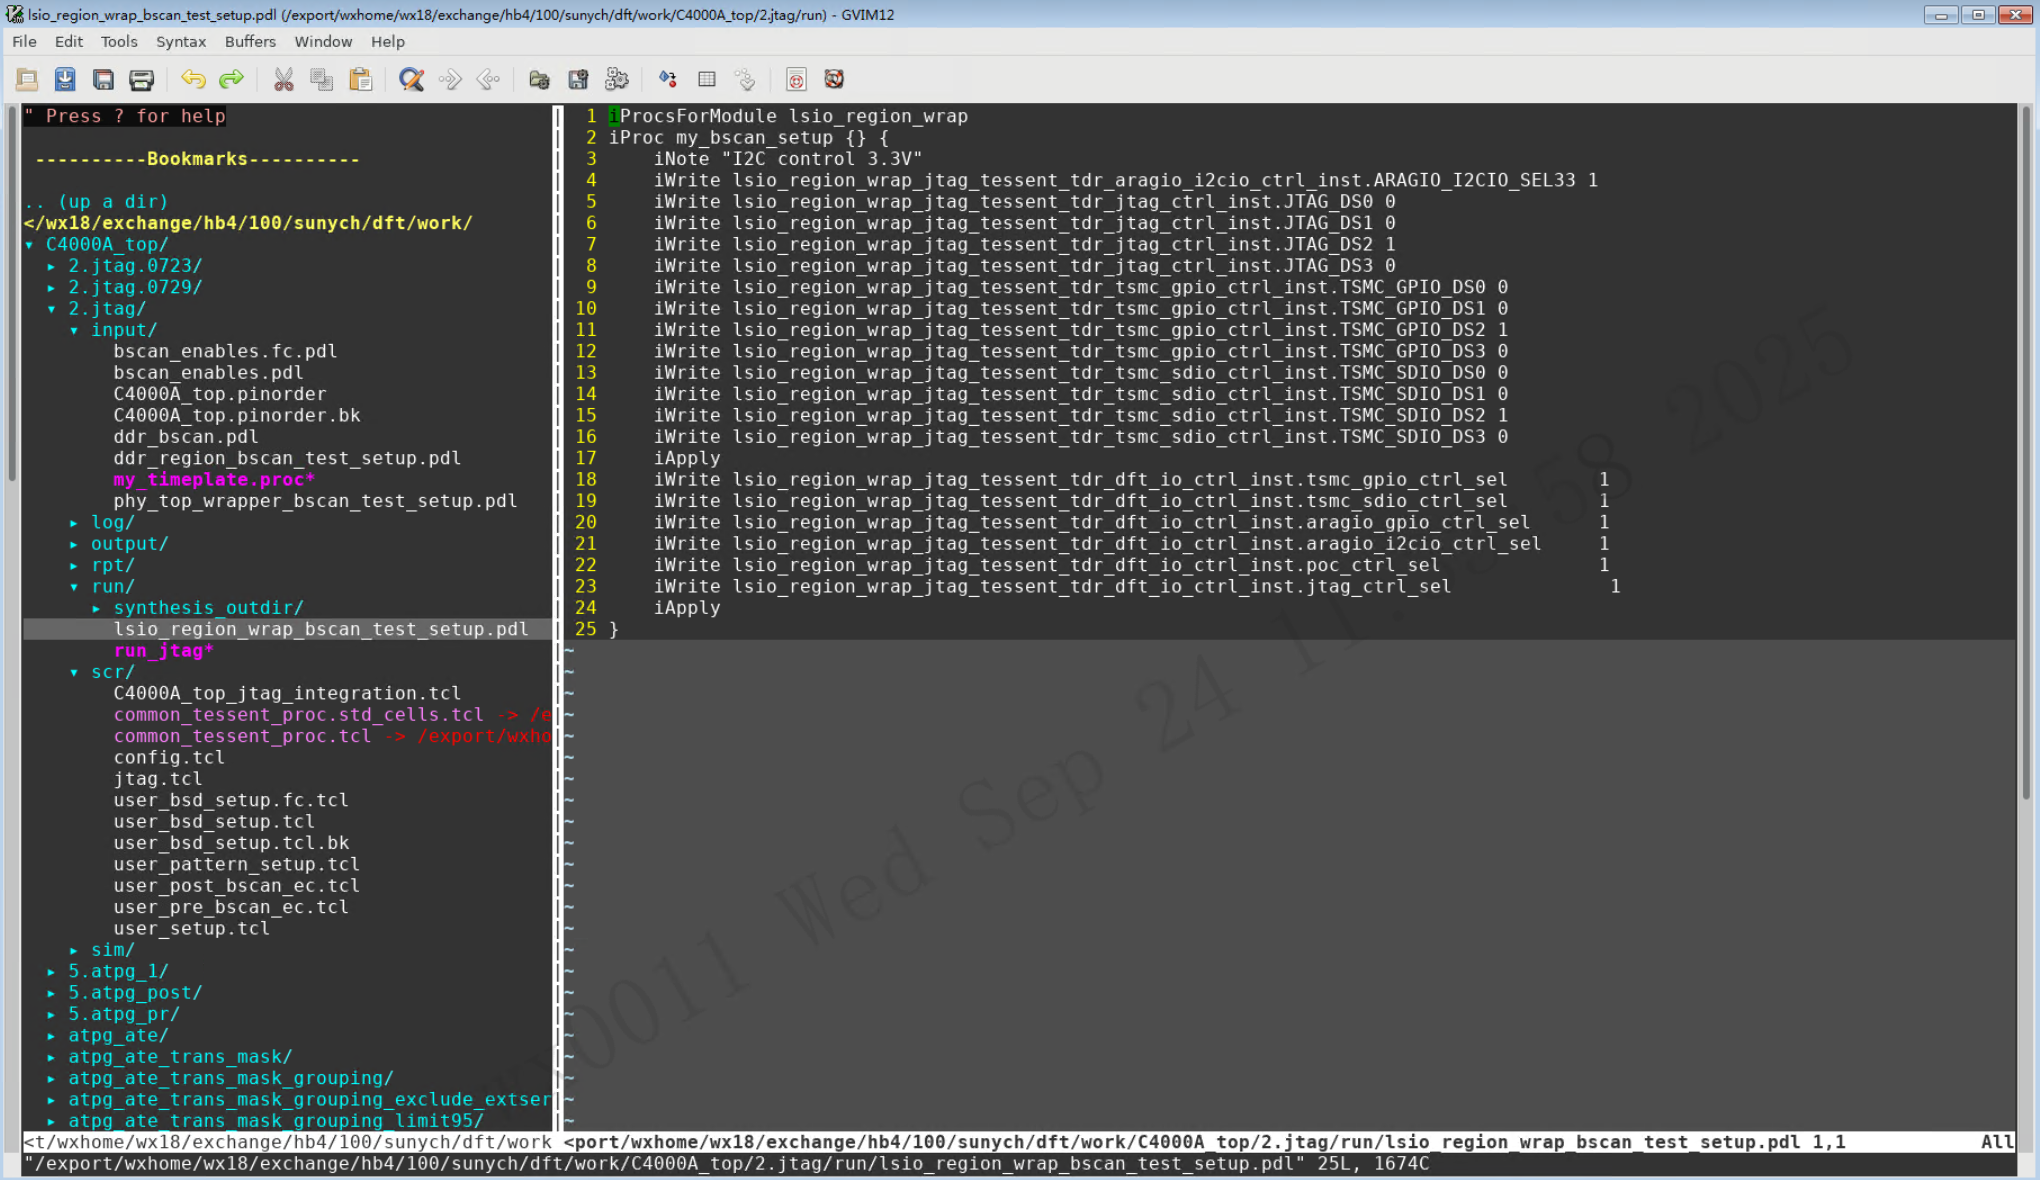 lsio_region_wrap_bscan_test_setup.pdl (/export/wxhome/wx18/exchange/hb4/100/sunych/dft/work/C4000A_top/2.jtag/run) - GVIM12
File Edit Tools Syntax Buffers Window Help
" Press ? for help
----------Bookmarks----------
.. (up a dir)
</wx18/exchange/hb4/100/sunych/dft/work/
▾ C4000A_top/
▸ 2.jtag.0723/
▸ 2.jtag.0729/
▾ 2.jtag/
▾ input/
bscan_enables.fc.pdl
bscan_enables.pdl
C4000A_top.pinorder
C4000A_top.pinorder.bk
ddr_bscan.pdl
ddr_region_bscan_test_setup.pdl
my_timeplate.proc*
phy_top_wrapper_bscan_test_setup.pdl
▸ log/
▸ output/
▸ rpt/
▾ run/
▸ synthesis_outdir/
lsio_region_wrap_bscan_test_setup.pdl
run_jtag*
▾ scr/
C4000A_top_jtag_integration.tcl
common_tessent_proc.std_cells.tcl -> /e
common_tessent_proc.tcl -> /export/wxho
config.tcl
jtag.tcl
user_bsd_setup.fc.tcl
user_bsd_setup.tcl
user_bsd_setup.tcl.bk
user_pattern_setup.tcl
user_post_bscan_ec.tcl
user_pre_bscan_ec.tcl
user_setup.tcl
▸ sim/
▸ 5.atpg_1/
▸ 5.atpg_post/
▸ 5.atpg_pr/
▸ atpg_ate/
▸ atpg_ate_trans_mask/
▸ atpg_ate_trans_mask_grouping/
▸ atpg_ate_trans_mask_grouping_exclude_extser
▸ atpg_ate_trans_mask_grouping_limit95/
<t/wxhome/wx18/exchange/hb4/100/sunych/dft/work
1 iProcsForModule lsio_region_wrap
2 iProc my_bscan_setup {} {
3 iNote "I2C control 3.3V"
4 iWrite lsio_region_wrap_jtag_tessent_tdr_aragio_i2cio_ctrl_inst.ARAGIO_I2CIO_SEL33 1
5 iWrite lsio_region_wrap_jtag_tessent_tdr_jtag_ctrl_inst.JTAG_DS0 0
6 iWrite lsio_region_wrap_jtag_tessent_tdr_jtag_ctrl_inst.JTAG_DS1 0
7 iWrite lsio_region_wrap_jtag_tessent_tdr_jtag_ctrl_inst.JTAG_DS2 1
8 iWrite lsio_region_wrap_jtag_tessent_tdr_jtag_ctrl_inst.JTAG_DS3 0
9 iWrite lsio_region_wrap_jtag_tessent_tdr_tsmc_gpio_ctrl_inst.TSMC_GPIO_DS0 0
10 iWrite lsio_region_wrap_jtag_tessent_tdr_tsmc_gpio_ctrl_inst.TSMC_GPIO_DS1 0
11 iWrite lsio_region_wrap_jtag_tessent_tdr_tsmc_gpio_ctrl_inst.TSMC_GPIO_DS2 1
12 iWrite lsio_region_wrap_jtag_tessent_tdr_tsmc_gpio_ctrl_inst.TSMC_GPIO_DS3 0
13 iWrite lsio_region_wrap_jtag_tessent_tdr_tsmc_sdio_ctrl_inst.TSMC_SDIO_DS0 0
14 iWrite lsio_region_wrap_jtag_tessent_tdr_tsmc_sdio_ctrl_inst.TSMC_SDIO_DS1 0
15 iWrite lsio_region_wrap_jtag_tessent_tdr_tsmc_sdio_ctrl_inst.TSMC_SDIO_DS2 1
16 iWrite lsio_region_wrap_jtag_tessent_tdr_tsmc_sdio_ctrl_inst.TSMC_SDIO_DS3 0
17 iApply
18 iWrite lsio_region_wrap_jtag_tessent_tdr_dft_io_ctrl_inst.tsmc_gpio_ctrl_sel 1
19 iWrite lsio_region_wrap_jtag_tessent_tdr_dft_io_ctrl_inst.tsmc_sdio_ctrl_sel 1
20 iWrite lsio_region_wrap_jtag_tessent_tdr_dft_io_ctrl_inst.aragio_gpio_ctrl_sel 1
21 iWrite lsio_region_wrap_jtag_tessent_tdr_dft_io_ctrl_inst.aragio_i2cio_ctrl_sel 1
22 iWrite lsio_region_wrap_jtag_tessent_tdr_dft_io_ctrl_inst.poc_ctrl_sel 1
23 iWrite lsio_region_wrap_jtag_tessent_tdr_dft_io_ctrl_inst.jtag_ctrl_sel 1
24 iApply
25 }
<port/wxhome/wx18/exchange/hb4/100/sunych/dft/work/C4000A_top/2.jtag/run/lsio_region_wrap_bscan_test_setup.pdl 1,1 All
"/export/wxhome/wx18/exchange/hb4/100/sunych/dft/work/C4000A_top/2.jtag/run/lsio_region_wrap_bscan_test_setup.pdl" 25L, 1674C